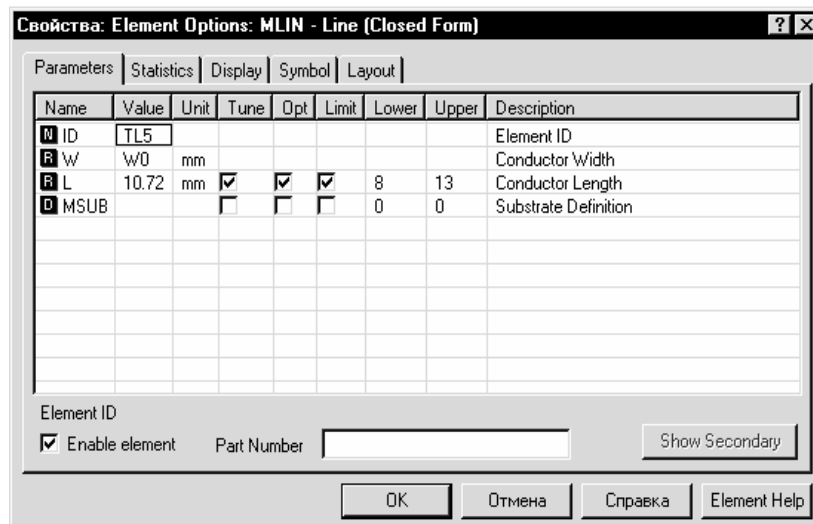 Свойства: Element Options: MLIN - Line (Closed Form)
Parameters Statistics Display Symbol Layout
Name Value Unit Tune Opt Limit Lower Upper Description
N ID TL5 Element ID
R W W0 mm Conductor Width
R L 10.72 mm 8 13 Conductor Length
D MSUB 0 0 Substrate Definition
Element ID
Enable element Part Number Show Secondary
OK Отмена Справка Element Help